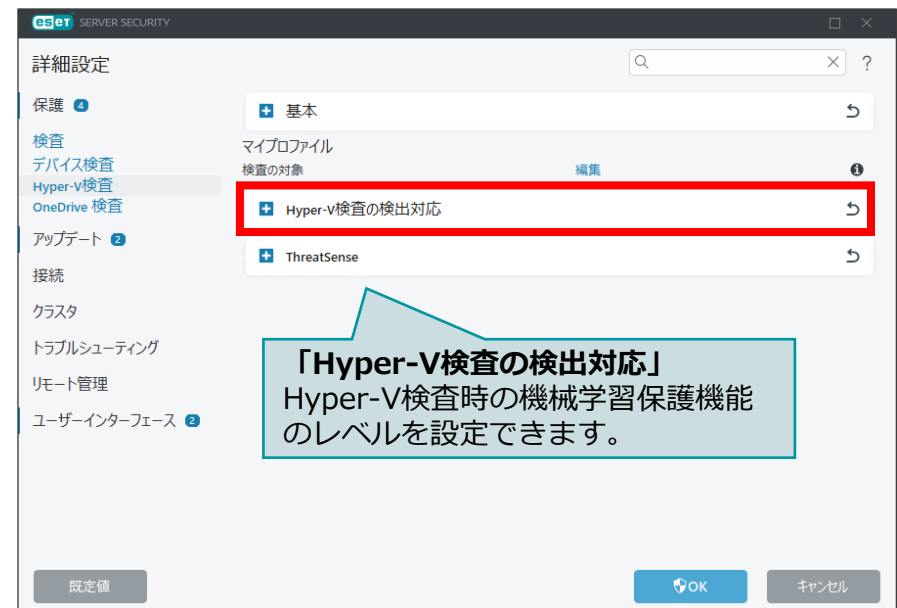 eset SERVER SECURITY
詳細設定
?
保護 4
検査
デバイス検査
Hyper-V検査
OneDrive 検査
アップデート 2
接続
クラスタ
トラブルシューティング
リモート管理
ユーザーインターフェース 2
基本
マイプロファイル
検査の対象 編集
Hyper-V検査の検出対応
ThreatSense
「Hyper-V検査の検出対応」
Hyper-V検査時の機械学習保護機能
のレベルを設定できます。
既定値
OK
キャンセル